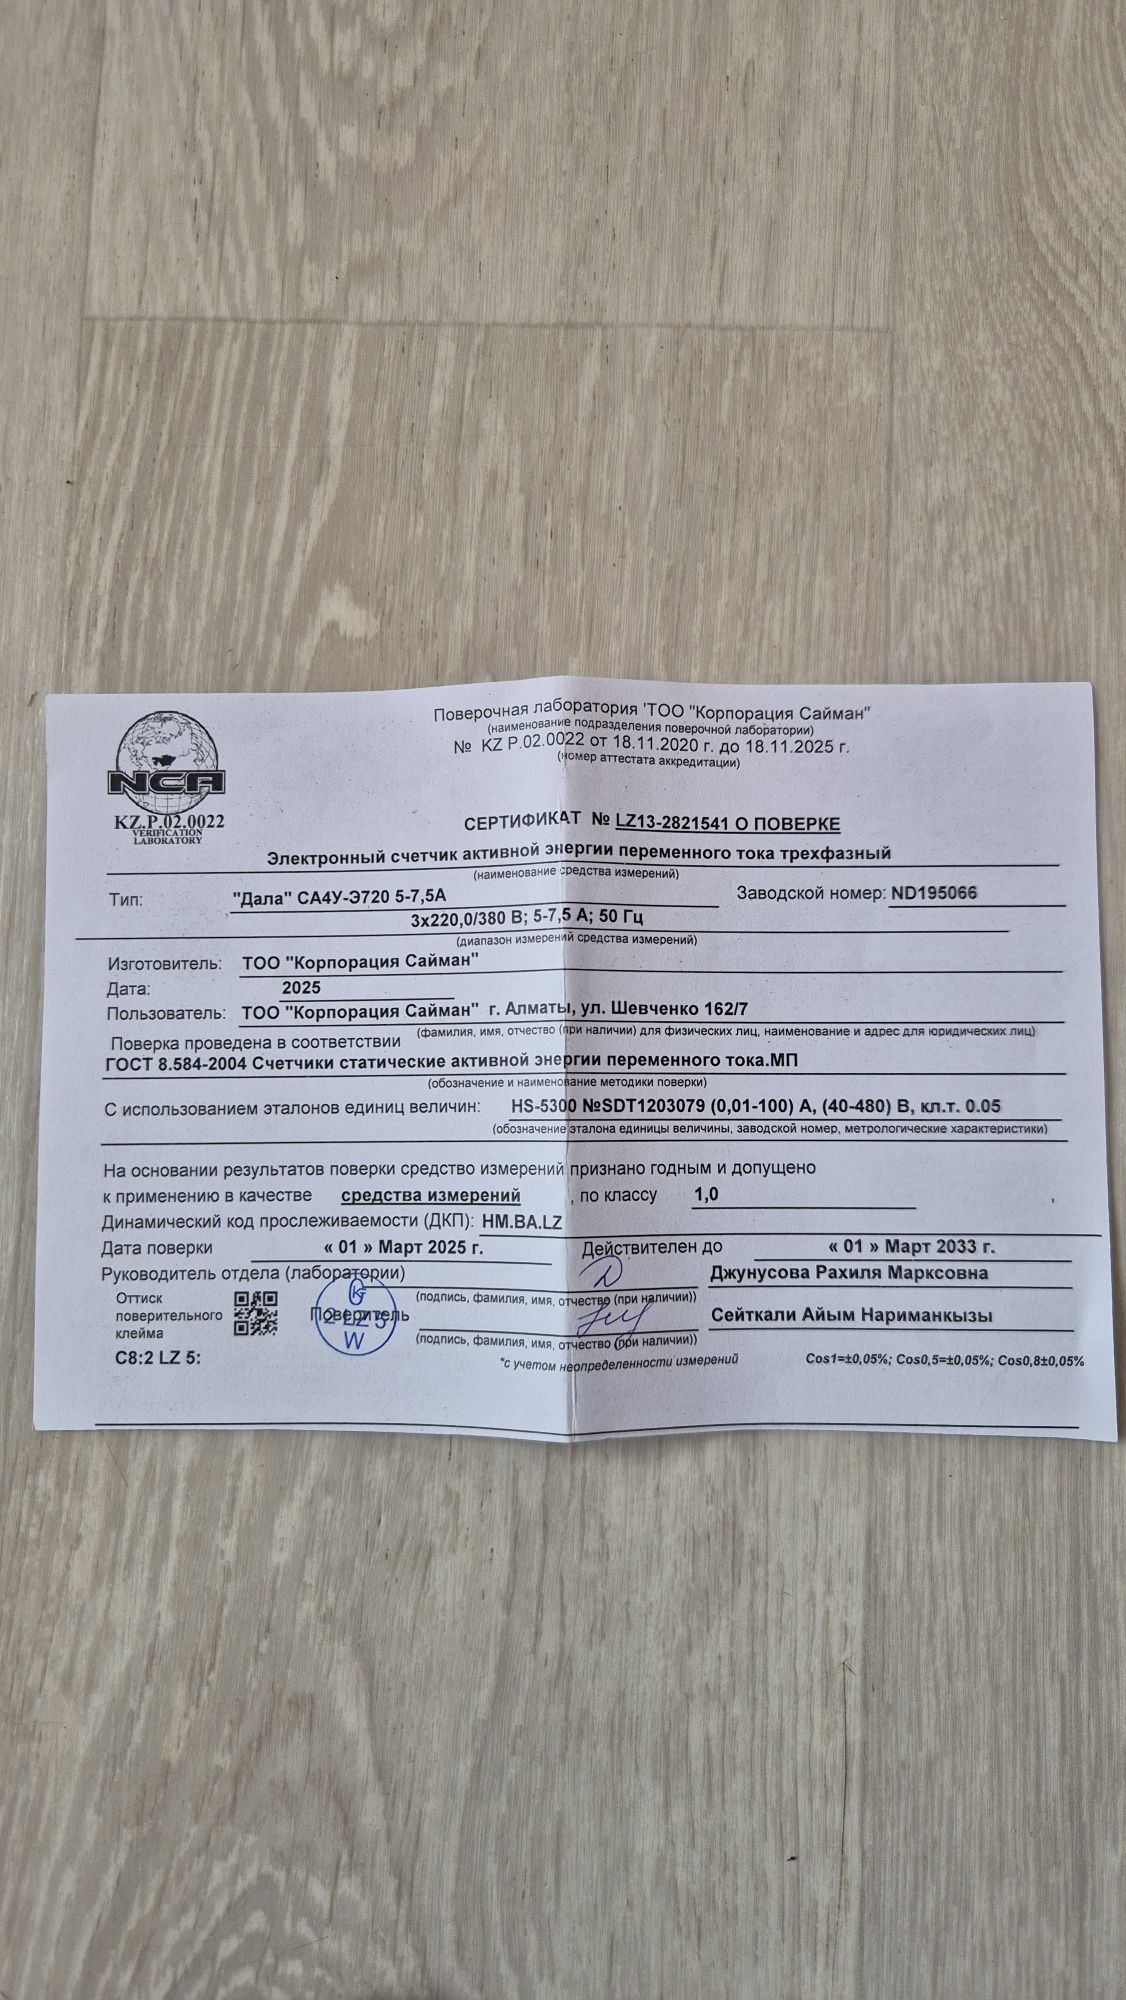 Поверочная лаборатория 'ТОО "Корпорация Сайман"
(наименование подразделения поверочной лаборатории)
№ KZ P.02.0022 от 18.11.2020 г. до 18.11.2025 г.
(номер аттестата аккредитации)
NCA
KZ.P.02.0022
VERIFICATION
LABORATORY
СЕРТИФИКАТ № LZ13-2821541 О ПОВЕРКЕ
Электронный счетчик активной энергии переменного тока трехфазный
(наименование средства измерений)
Тип: "Дала" СА4У-Э720 5-7,5А Заводской номер: ND195066
3х220,0/380 В; 5-7,5 А; 50 Гц
(диапазон измерений средства измерений)
Изготовитель: ТОО "Корпорация Сайман"
Дата: 2025
Пользователь: ТОО "Корпорация Сайман" г. Алматы, ул. Шевченко 162/7
(фамилия, имя, отчество (при наличии) для физических лиц, наименование и адрес для юридических лиц)
Поверка проведена в соответствии
ГОСТ 8.584-2004 Счетчики статические активной энергии переменного тока.МП
(обозначение и наименование методики поверки)
С использованием эталонов единиц величин: HS-5300 №SDT1203079 (0,01-100) А, (40-480) В, кл.т. 0.05
(обозначение эталона единицы величины, заводской номер, метрологические характеристики)
На основании результатов поверки средство измерений признано годным и допущено
к применению в качестве средства измерений , по классу 1,0 ,
Динамический код прослеживаемости (ДКП): HM.BA.LZ
Дата поверки « 01 » Март 2025 г. Действителен до « 01 » Март 2033 г.
Руководитель отдела (лаборатории) Джунусова Рахиля Марксовна
(подпись, фамилия, имя, отчество (при наличии))
Оттиск
поверительного
клейма
Поверитель Сейткали Айым Нариманкызы
2 LZ 5
W
(подпись, фамилия, имя, отчество (при наличии))
C8:2 LZ 5:
*с учетом неопределенности измерений Cos1=±0,05%; Cos0,5=±0,05%; Cos0,8±0,05%